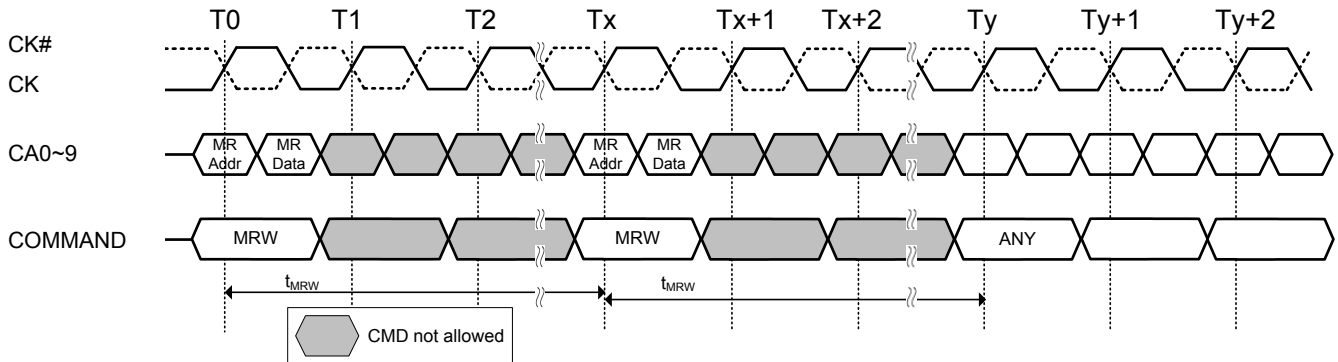 T0 T1 T2 Tx Tx+1 Tx+2 Ty Ty+1 Ty+2
CK#
CK
CA0~9
MR Addr MR Data MR Addr MR Data
COMMAND MRW MRW ANY
tMRW tMRW
CMD not allowed